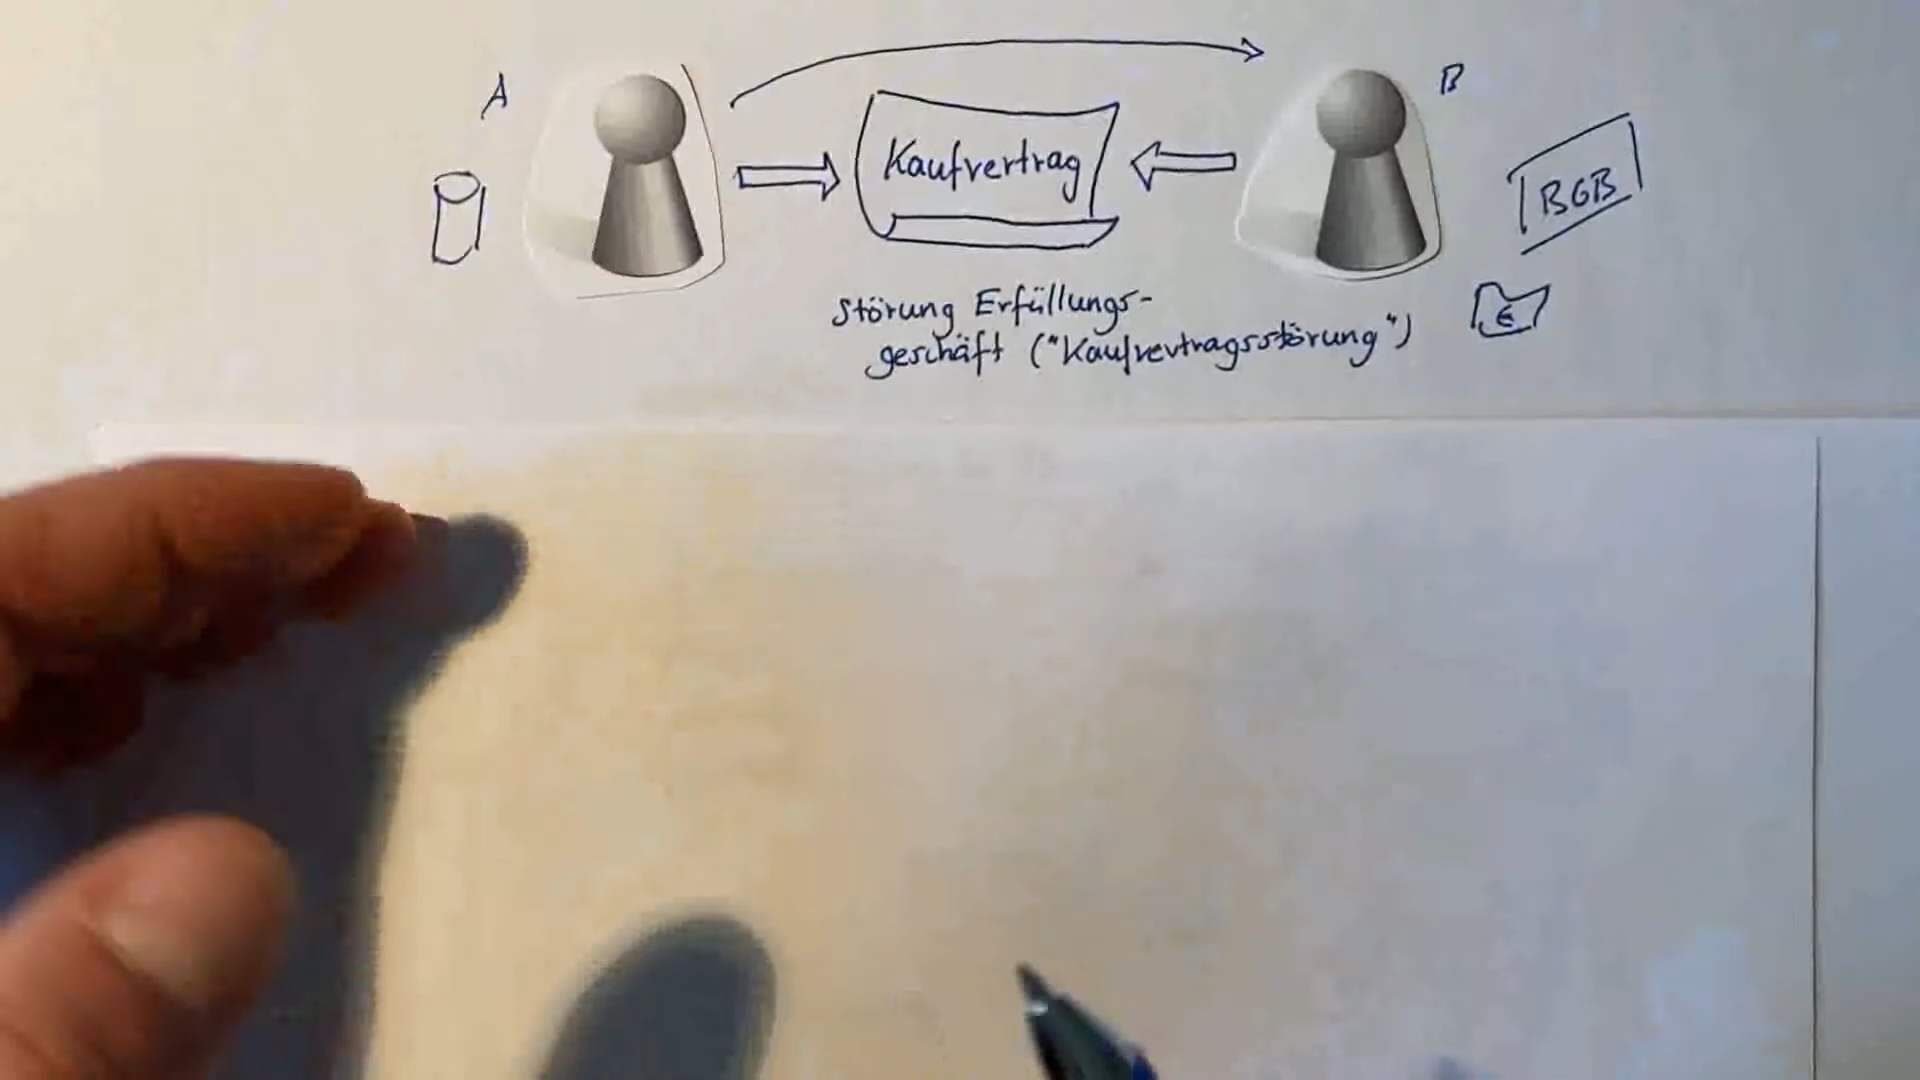 A
B
Kaufvertrag
BGB
€
Störung Erfüllungs-
geschäft ("Kaufvertragsstörung")